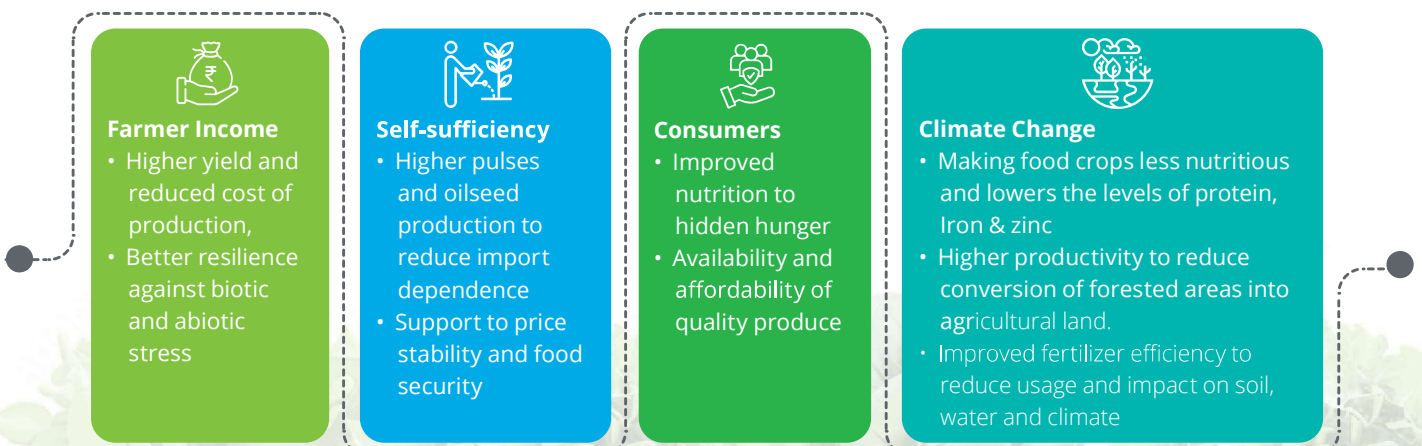 ₹
Farmer Income
• Higher yield and
reduced cost of
production,
• Better resilience
against biotic
and abiotic
stress
Self-sufficiency
• Higher pulses
and oilseed
production to
reduce import
dependence
• Support to price
stability and food
security
Consumers
• Improved
nutrition to
hidden hunger
• Availability and
affordability of
quality produce
Climate Change
• Making food crops less nutritious
and lowers the levels of protein,
Iron & zinc
• Higher productivity to reduce
conversion of forested areas into
agricultural land.
• Improved fertilizer efficiency to
reduce usage and impact on soil,
water and climate